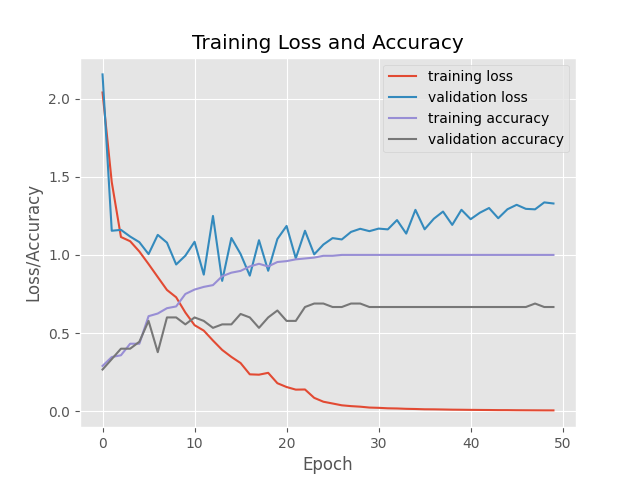 Training Loss and Accuracy
training loss
validation loss
training accuracy
validation accuracy
Loss/Accuracy
2.0
1.5
1.0
0.5
0.0
0 10 20 30 40 50
Epoch